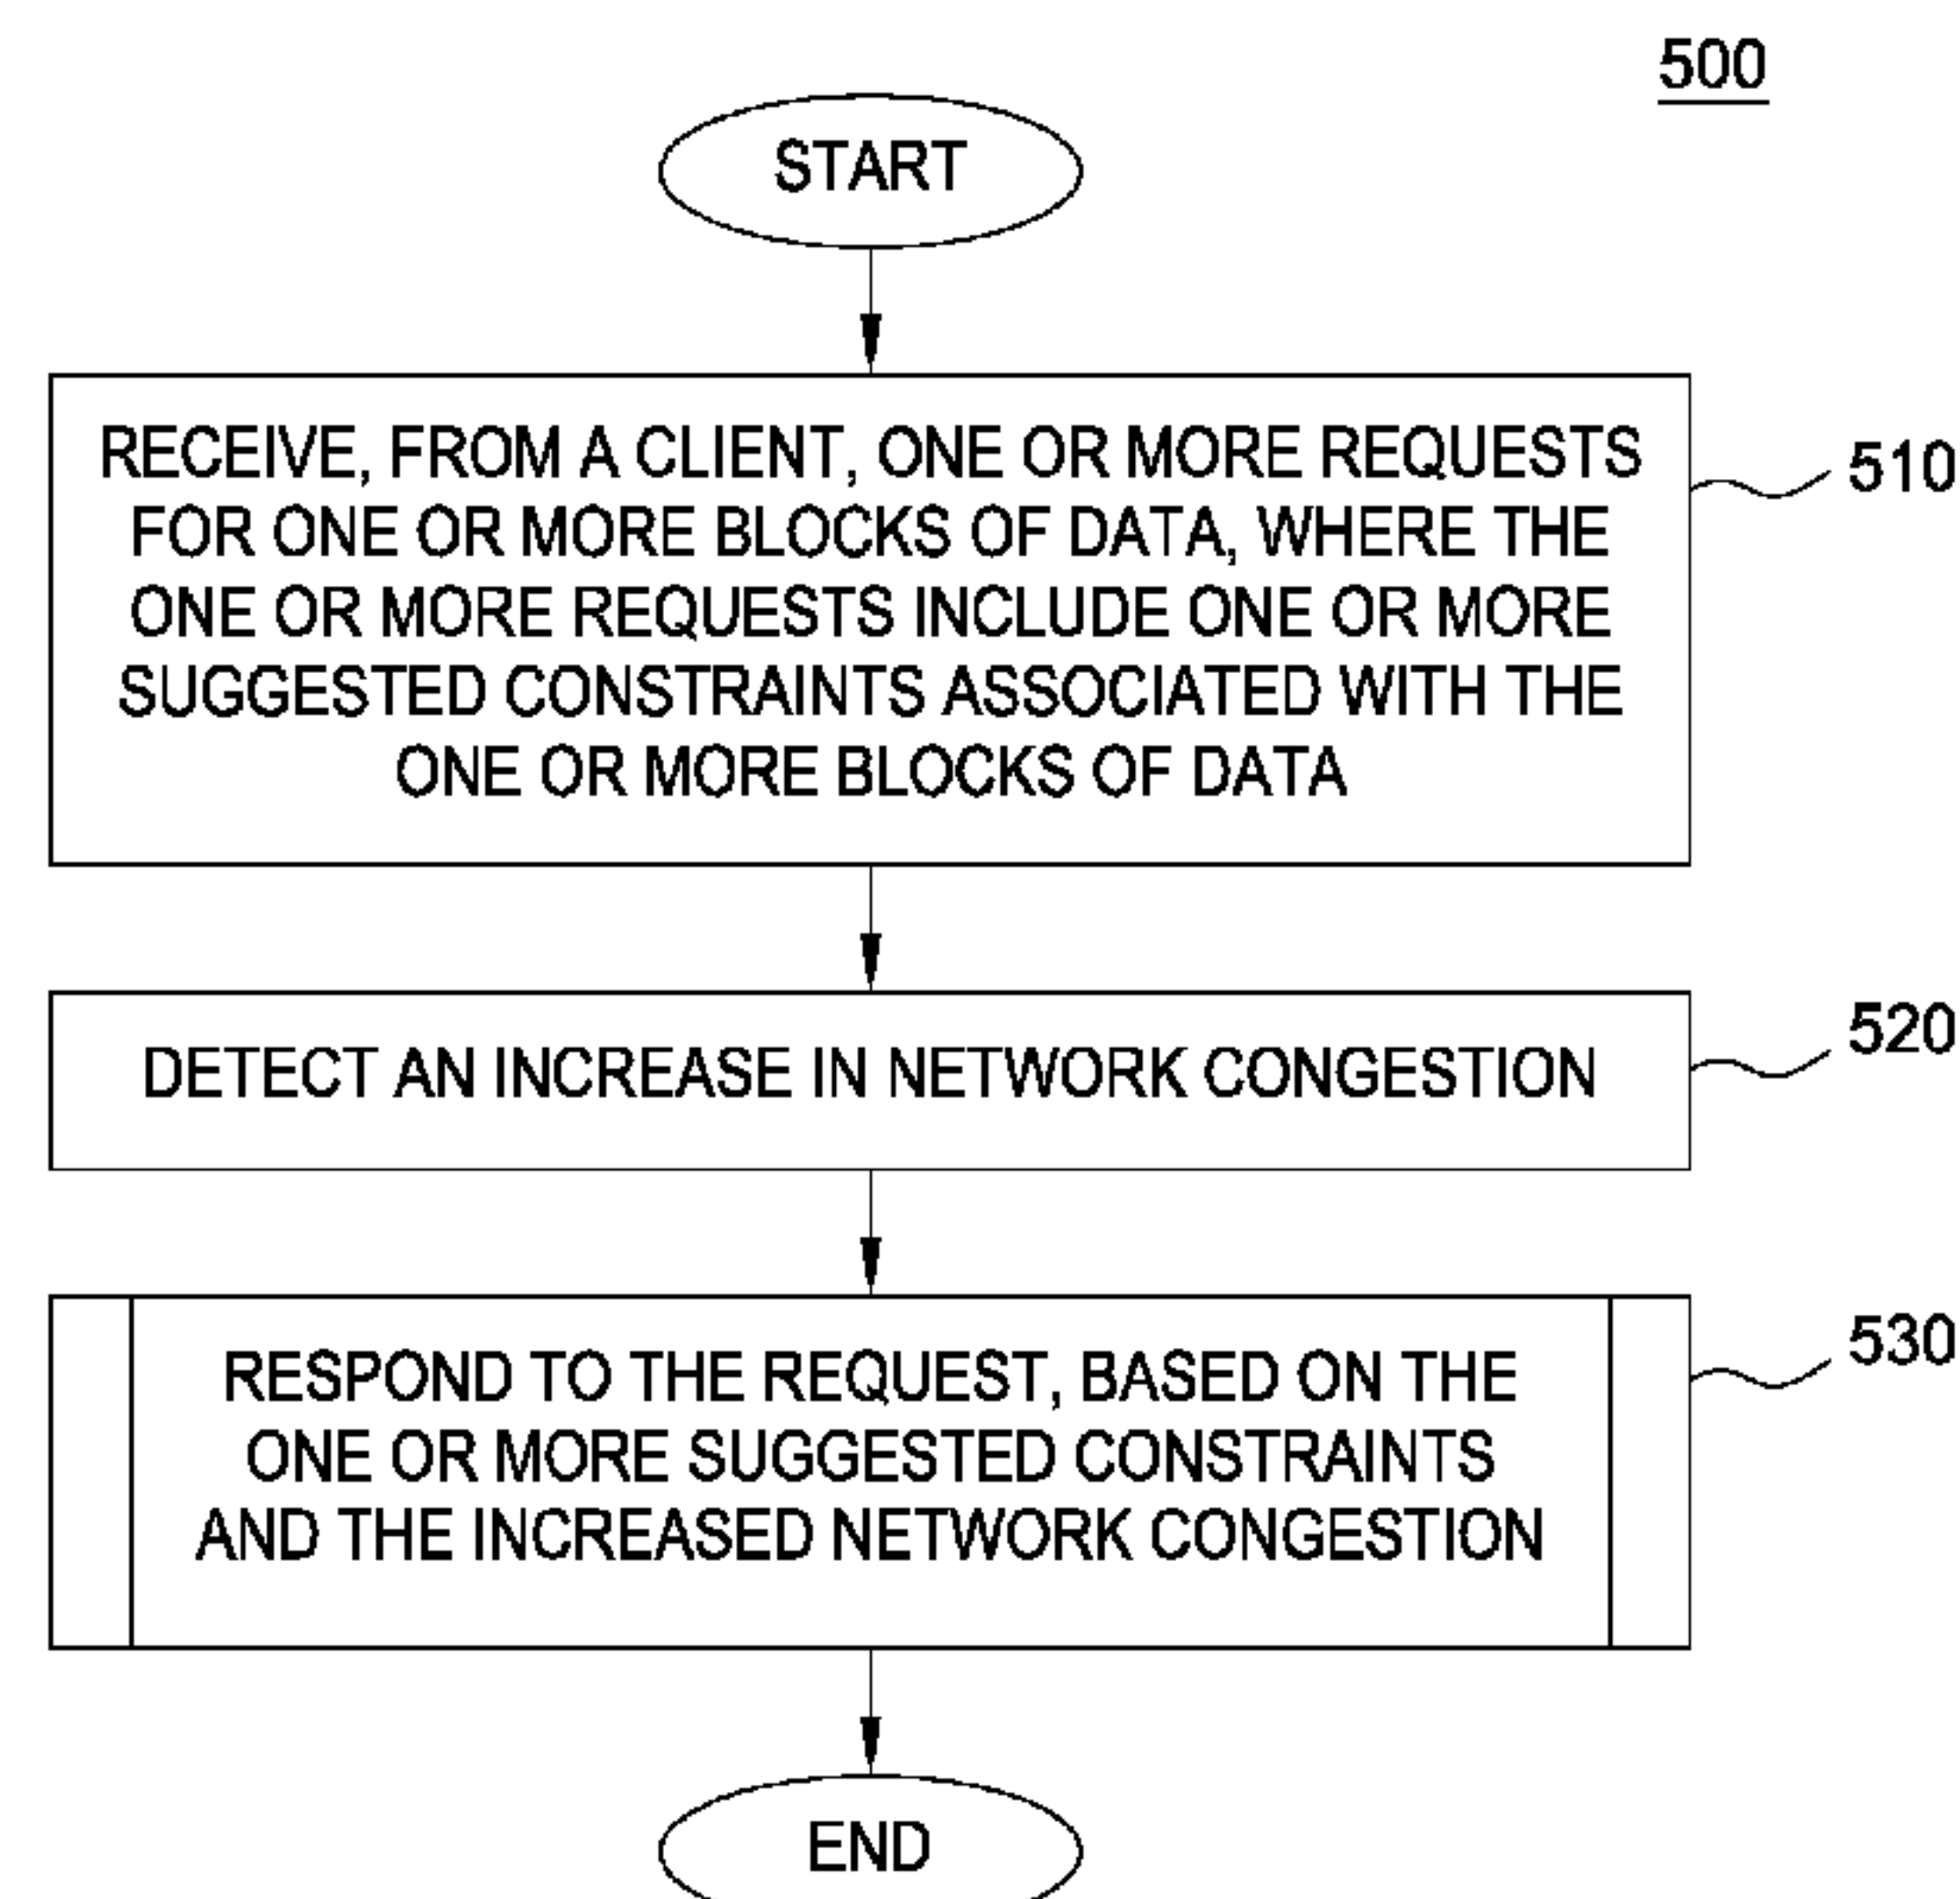 500
START
RECEIVE, FROM A CLIENT, ONE OR MORE REQUESTS
FOR ONE OR MORE BLOCKS OF DATA, WHERE THE
ONE OR MORE REQUESTS INCLUDE ONE OR MORE
SUGGESTED CONSTRAINTS ASSOCIATED WITH THE
ONE OR MORE BLOCKS OF DATA
510
DETECT AN INCREASE IN NETWORK CONGESTION
520
RESPOND TO THE REQUEST, BASED ON THE
ONE OR MORE SUGGESTED CONSTRAINTS
AND THE INCREASED NETWORK CONGESTION
530
END